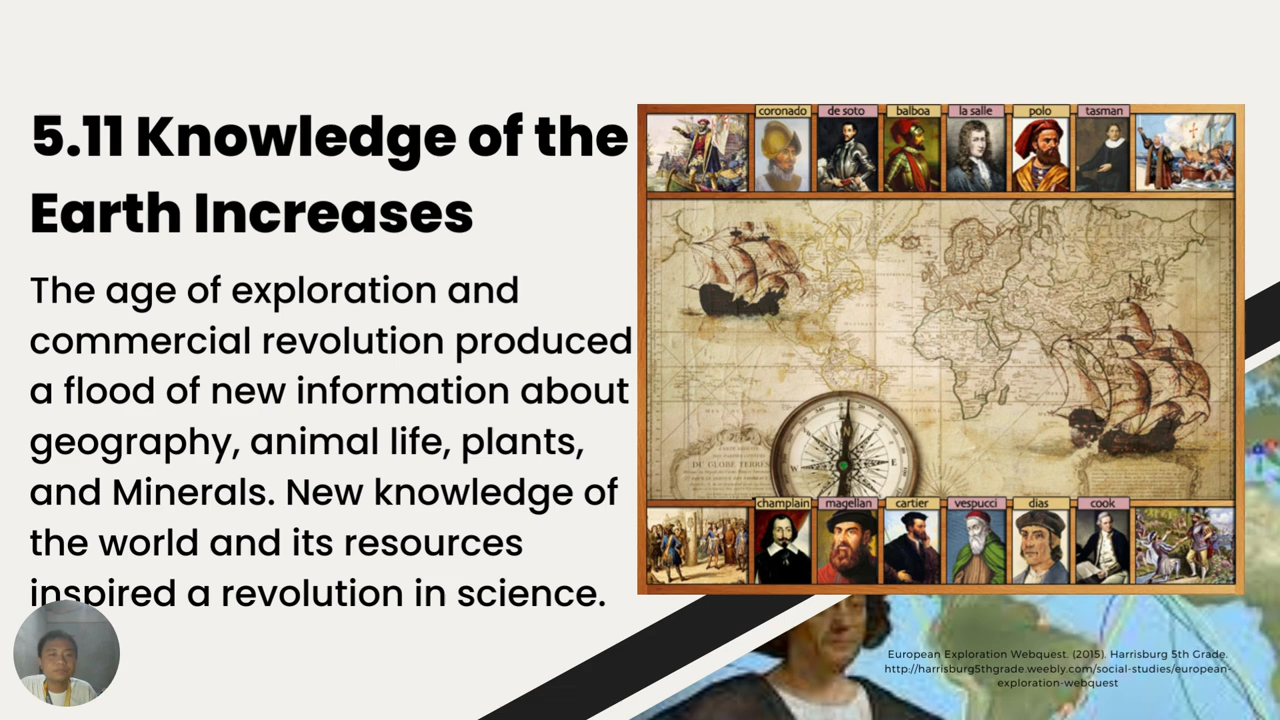 5.11 Knowledge of the
Earth Increases
The age of exploration and
commercial revolution produced
a flood of new information about
geography, animal life, plants,
and Minerals. New knowledge of
the world and its resources
inspired a revolution in science.
coronado
de soto
balboa
la salle
polo
tasman
DU GLOBE TERRES
W
E
champlain
magellan
cartier
vespucci
dias
cook
European Exploration Webquest. (2015). Harrisburg 5th Grade.
http://harrisburg5thgrade.weebly.com/social-studies/european-
exploration-webquest